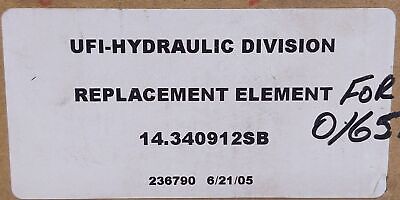 UFI-HYDRAULIC DIVISION
REPLACEMENT ELEMENT FOR
14.340912SB
236790 6/21/05